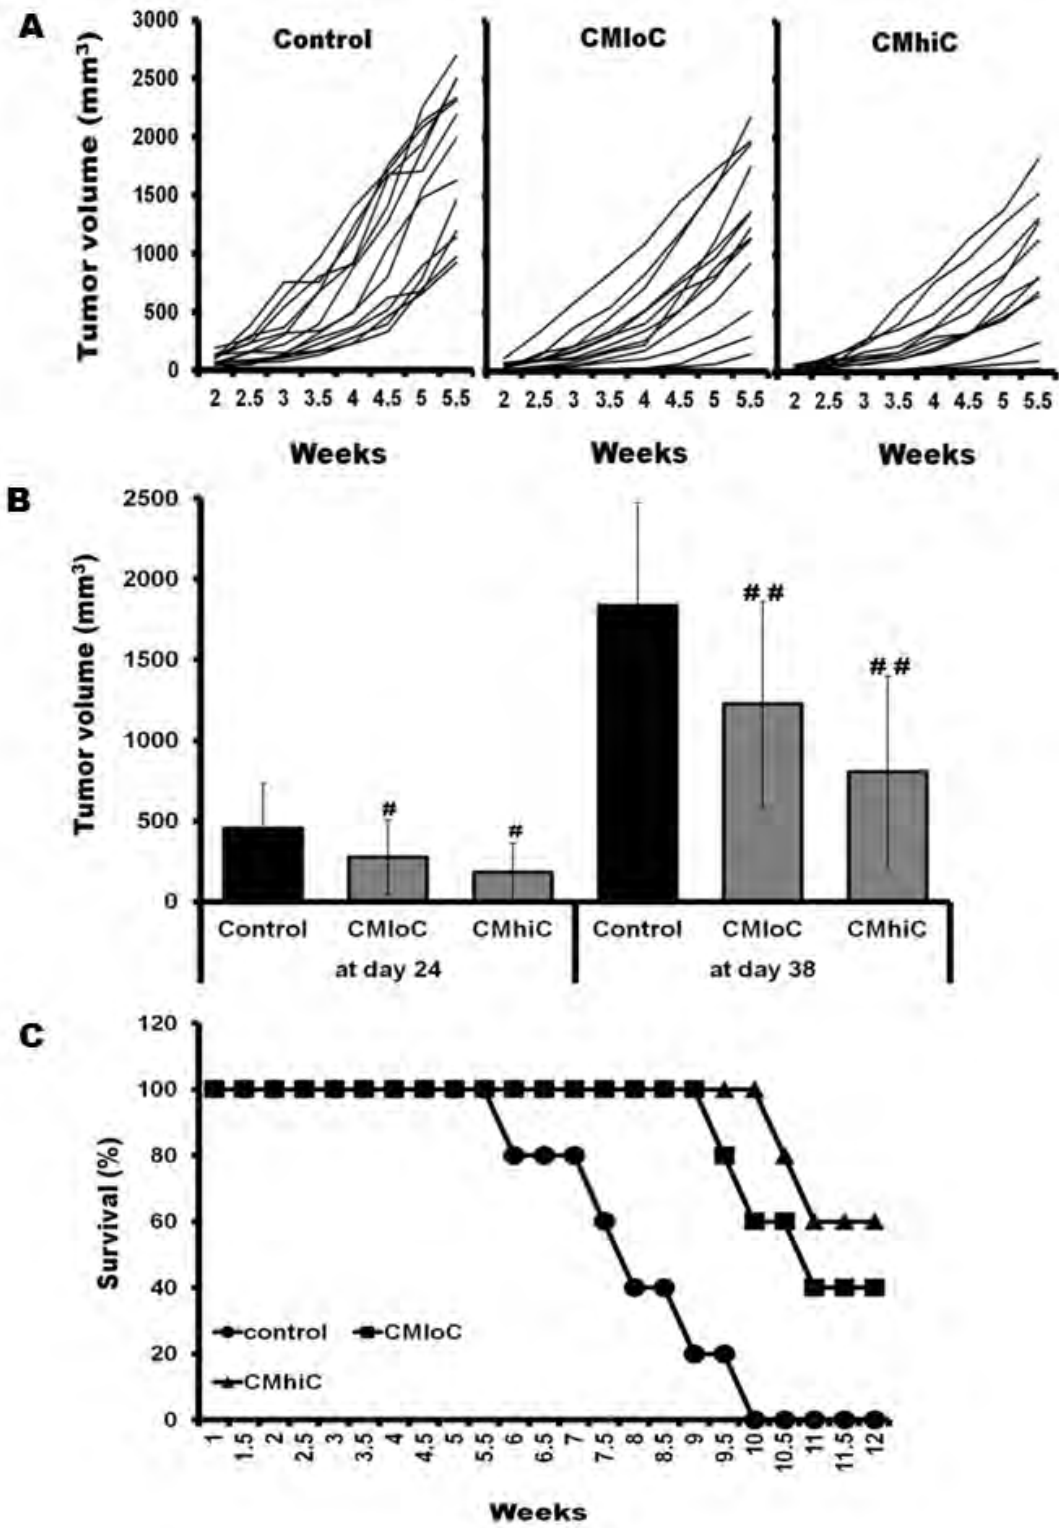 A
Tumor volume (mm³)
3000
2500
2000
1500
1000
500
0
Control
CMloC
CMhiC
2 2.5 3 3.5 4 4.5 5 5.5
2 2.5 3 3.5 4 4.5 5 5.5
2 2.5 3 3.5 4 4.5 5 5.5
Weeks
Weeks
Weeks
B
Tumor volume (mm³)
2500
2000
1500
1000
500
0
#
#
##
##
Control CMloC CMhiC Control CMloC CMhiC
at day 24 at day 38
C
Survival (%)
120
100
80
60
40
20
0
control CMloC
CMhiC
1 1.5 2 2.5 3 3.5 4 4.5 5 5.5 6 6.5 7 7.5 8 8.5 9 9.5 10 10.5 11 11.5 12
Weeks